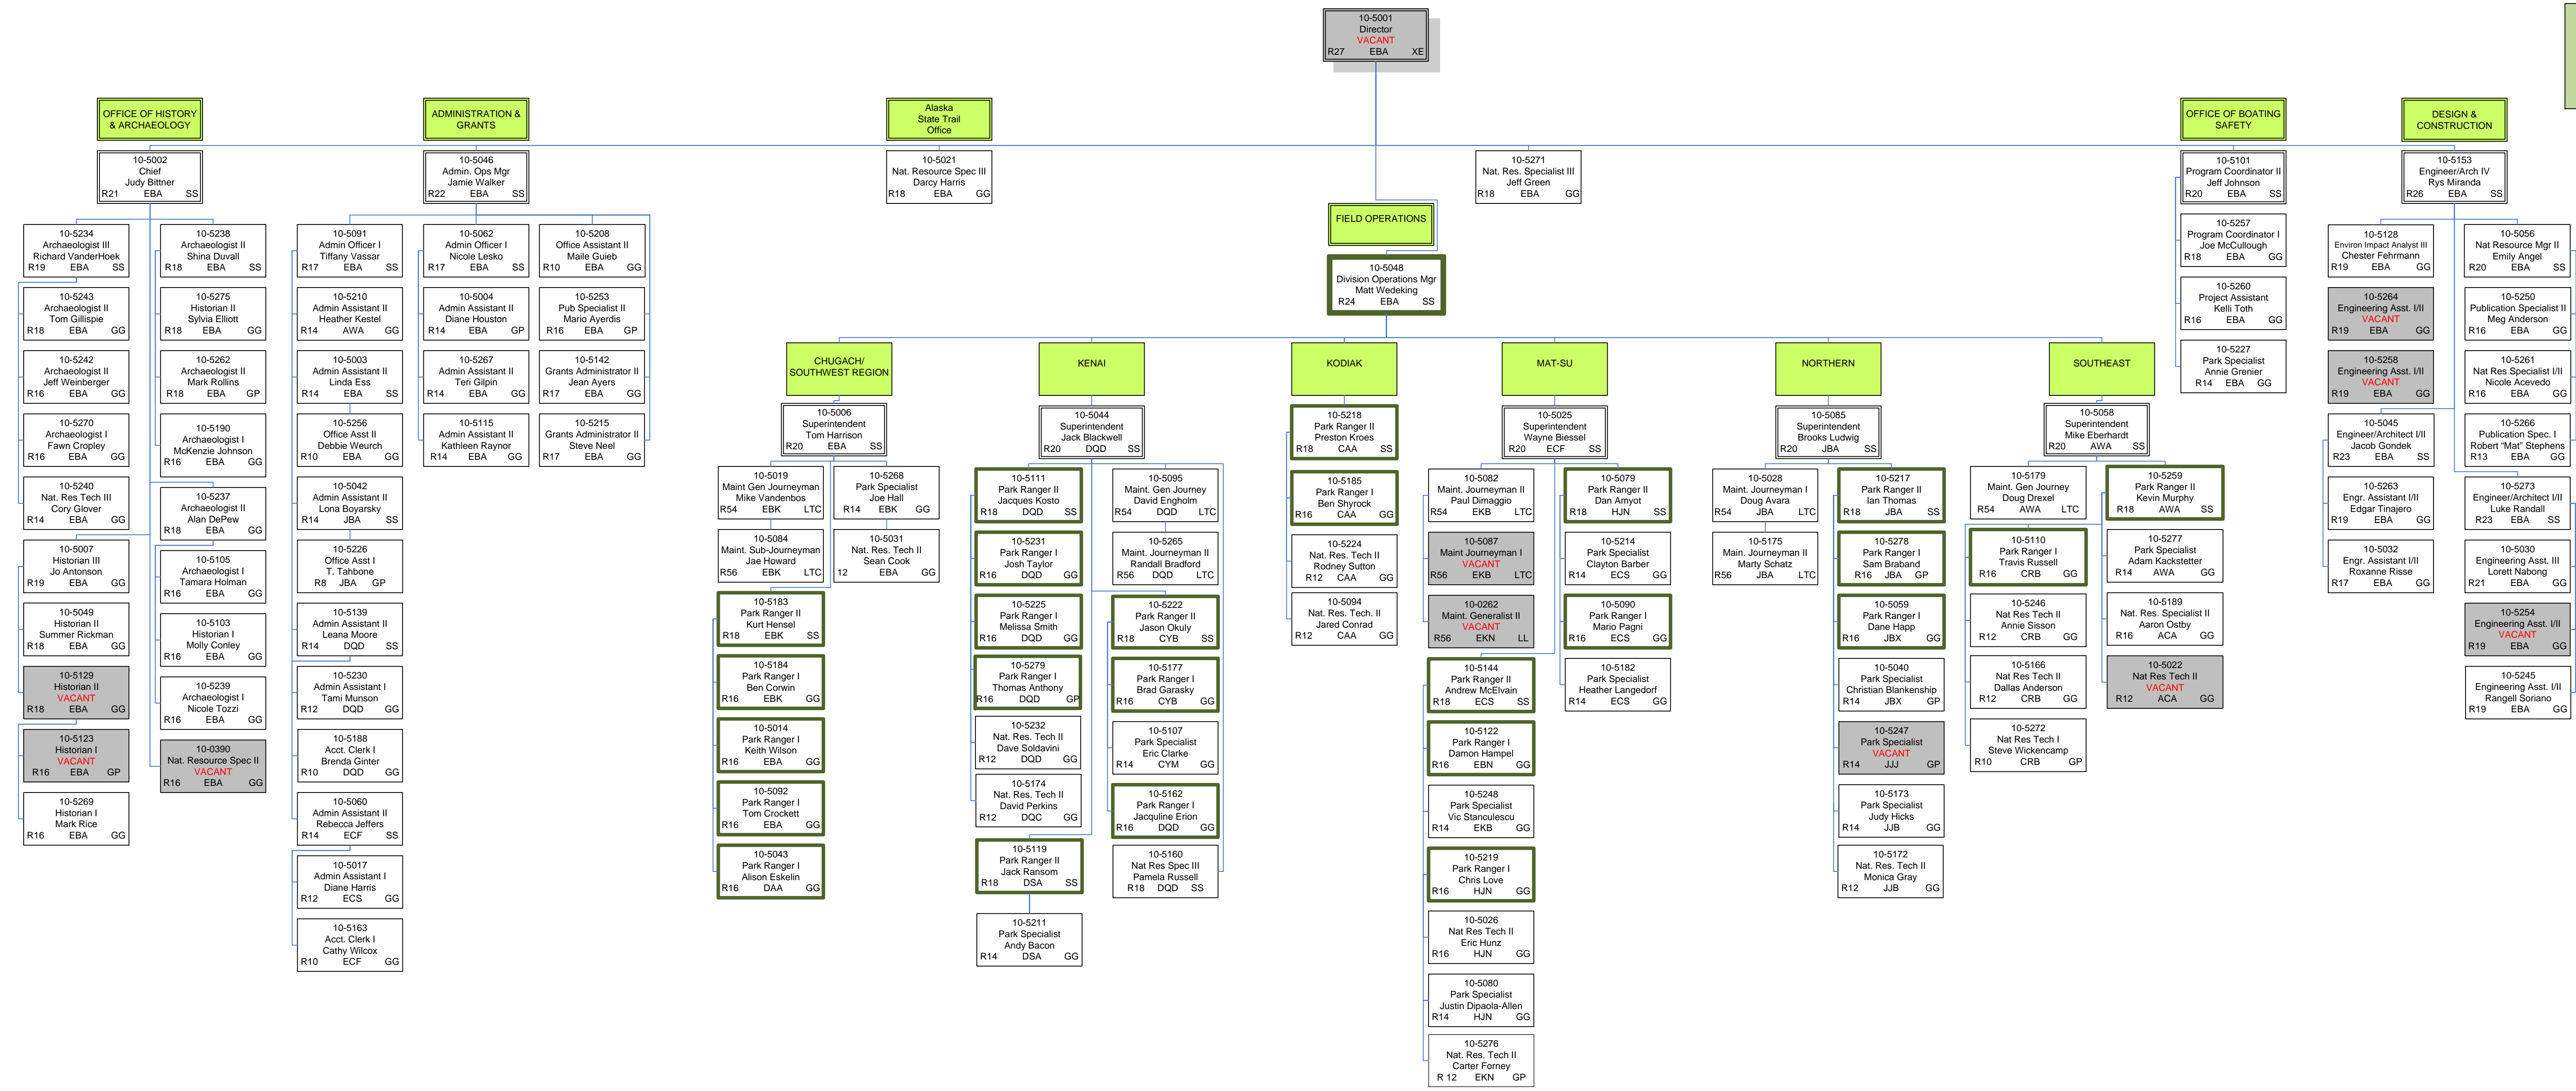 10-5001
Director
VACANT
R27 EBA XE
OFFICE OF HISTORY
& ARCHAEOLOGY
10-5002
Chief
Judy Bittner
R21 EBA SS
10-5234
Archaeologist III
Richard VanderHoek
R19 EBA SS
10-5243
Archaeologist II
Tom Gillispie
R18 EBA GG
10-5242
Archaeologist II
Jeff Weinberger
R16 EBA GG
10-5270
Archaeologist I
Fawn Cropley
R16 EBA GG
10-5240
Nat. Res Tech III
Cory Glover
R14 EBA GG
10-5007
Historian III
Jo Antonson
R19 EBA GG
10-5049
Historian II
Summer Rickman
R18 EBA GG
10-5129
Historian II
VACANT
R18 EBA GG
10-5123
Historian I
VACANT
R16 EBA GP
10-5269
Historian I
Mark Rice
R16 EBA GG
10-5238
Archaeologist II
Shina Duvall
R18 EBA SS
10-5275
Historian II
Sylvia Elliott
R18 EBA GG
10-5262
Archaeologist II
Mark Rollins
R18 EBA GP
10-5190
Archaeologist I
McKenzie Johnson
R16 EBA GG
10-5237
Archaeologist II
Alan DePew
R18 EBA GG
10-5105
Archaeologist I
Tamara Holman
R16 EBA GG
10-5103
Historian I
Molly Conley
R16 EBA GG
10-5239
Archaeologist I
Nicole Tozzi
R16 EBA GG
10-0390
Nat. Resource Spec II
VACANT
R16 EBA GG
ADMINISTRATION &
GRANTS
10-5046
Admin. Ops Mgr
Jamie Walker
R22 EBA SS
10-5091
Admin Officer I
Tiffany Vassar
R17 EBA SS
10-5210
Admin Assistant II
Heather Kestel
R14 AWA GG
10-5003
Admin Assistant II
Linda Ess
R14 EBA SS
10-5256
Office Asst II
Debbie Weurch
R10 EBA GG
10-5042
Admin Assistant II
Lona Boyarsky
R14 JBA SS
10-5226
Office Asst I
T. Tahbone
R8 JBA GP
10-5139
Admin Assistant II
Leana Moore
R14 DQD SS
10-5230
Admin Assistant I
Tami Munson
R12 DQD GG
10-5188
Acct. Clerk I
Brenda Ginter
R10 DQD GG
10-5060
Admin Assistant II
Rebecca Jeffers
R14 ECF SS
10-5017
Admin Assistant I
Diane Harris
R12 ECS GG
10-5163
Acct. Clerk I
Cathy Wilcox
R10 ECF GG
10-5062
Admin Officer I
Nicole Lesko
R17 EBA SS
10-5004
Admin Assistant II
Diane Houston
R14 EBA GP
10-5267
Admin Assistant II
Teri Gilpin
R14 EBA GG
10-5115
Admin Assistant II
Kathleen Raynor
R14 EBA GG
10-5208
Office Assistant II
Maile Guieb
R10 EBA GG
10-5253
Pub Specialist II
Mario Ayerdis
R16 EBA GP
10-5142
Grants Administrator II
Jean Ayers
R17 EBA GG
10-5215
Grants Administrator II
Steve Neel
R17 EBA GG
Alaska
State Trail
Office
10-5021
Nat. Resource Spec III
Darcy Harris
R18 EBA GG
10-5271
Nat. Res. Specialist III
Jeff Green
R18 EBA GG
FIELD OPERATIONS
10-5048
Division Operations Mgr
Matt Wedeking
R24 EBA SS
CHUGACH/
SOUTHWEST REGION
10-5006
Superintendent
Tom Harrison
R20 EBA SS
10-5019
Maint Gen Journeyman
Mike Vandenbos
R54 EBK LTC
10-5084
Maint. Sub-Journeyman
Jae Howard
R56 EBK LTC
10-5268
Park Specialist
Joe Hall
R14 EBK GG
10-5031
Nat. Res. Tech II
Sean Cook
12 EBA GG
10-5183
Park Ranger II
Kurt Hensel
R18 EBK SS
10-5184
Park Ranger I
Ben Corwin
R16 EBK GG
10-5014
Park Ranger I
Keith Wilson
R16 EBA GG
10-5092
Park Ranger I
Tom Crockett
R16 EBA GG
10-5043
Park Ranger I
Alison Eskelin
R16 DAA GG
KENAI
10-5044
Superintendent
Jack Blackwell
R20 DQD SS
10-5111
Park Ranger II
Jacques Kosto
R18 DQD SS
10-5231
Park Ranger I
Josh Taylor
R16 DQD GG
10-5225
Park Ranger I
Melissa Smith
R16 DQD GG
10-5279
Park Ranger I
Thomas Anthony
R16 DQD GP
10-5232
Nat. Res. Tech II
Dave Soldavini
R12 DQD GG
10-5174
Nat. Res. Tech II
David Perkins
R12 DQC GG
10-5119
Park Ranger II
Jack Ransom
R18 DSA SS
10-5211
Park Specialist
Andy Bacon
R14 DSA GG
10-5095
Maint. Gen Journey
David Engholm
R54 DQD LTC
10-5265
Maint. Journeyman II
Randall Bradford
R56 DQD LTC
10-5222
Park Ranger II
Jason Okuly
R18 CYB SS
10-5177
Park Ranger I
Brad Garasky
R16 CYB GG
10-5107
Park Specialist
Eric Clarke
R14 CYM GG
10-5162
Park Ranger I
Jacquline Erion
R16 DQD GG
10-5160
Nat Res Spec III
Pamela Russell
R18 DQD SS
KODIAK
10-5218
Park Ranger II
Preston Kroes
R18 CAA SS
10-5185
Park Ranger I
Ben Shyrock
R16 CAA GG
10-5224
Nat. Res. Tech II
Rodney Sutton
R12 CAA GG
10-5094
Nat. Res. Tech. II
Jared Conrad
R12 CAA GG
MAT-SU
10-5025
Superintendent
Wayne Biessel
R20 ECF SS
10-5082
Maint. Journeyman II
Paul Dimaggio
R54 EKB LTC
10-5087
Maint Journeyman I
VACANT
R56 EKB LTC
10-0262
Maint. Generalist II
VACANT
R56 EKN LL
10-5144
Park Ranger II
Andrew McElvain
R18 ECS SS
10-5122
Park Ranger I
Damon Hampel
R16 EBN GG
10-5248
Park Specialist
Vic Stanculescu
R14 EKB GG
10-5219
Park Ranger I
Chris Love
R16 HJN GG
10-5026
Nat Res Tech II
Eric Hunz
R16 HJN GG
10-5080
Park Specialist
Justin Dipaola-Allen
R14 HJN GG
10-5276
Nat. Res. Tech II
Carter Forney
R 12 EKN GP
10-5079
Park Ranger II
Dan Amyot
R18 HJN SS
10-5214
Park Specialist
Clayton Barber
R14 ECS GG
10-5090
Park Ranger I
Mario Pagni
R16 ECS GG
10-5182
Park Specialist
Heather Langedorf
R14 ECS GG
NORTHERN
10-5085
Superintendent
Brooks Ludwig
R20 JBA SS
10-5028
Maint. Journeyman I
Doug Avara
R54 JBA LTC
10-5175
Maint. Journeyman II
Marty Schatz
R56 JBA LTC
10-5217
Park Ranger II
Ian Thomas
R18 JBA SS
10-5278
Park Ranger I
Sam Braband
R16 JBA GP
10-5059
Park Ranger I
Dane Happ
R16 JBX GG
10-5040
Park Specialist
Christian Blankenship
R14 JBX GP
10-5247
Park Specialist
VACANT
R14 JJJ GP
10-5173
Park Specialist
Judy Hicks
R14 JJB GG
10-5172
Nat. Res. Tech II
Monica Gray
R12 JJB GG
SOUTHEAST
10-5058
Superintendent
Mike Eberhardt
R20 AWA SS
10-5179
Maint. Gen Journey
Doug Drexel
R54 AWA LTC
10-5110
Park Ranger I
Travis Russell
R16 CRB GG
10-5246
Nat Res Tech II
Annie Sisson
R12 CRB GG
10-5166
Nat Res Tech II
Dallas Anderson
R12 CRB GG
10-5272
Nat Res Tech I
Steve Wickencamp
R10 CRB GP
10-5259
Park Ranger II
Kevin Murphy
R18 AWA SS
10-5277
Park Specialist
Adam Kackstetter
R14 AWA GG
10-5189
Nat. Res. Specialist II
Aaron Ostby
R16 ACA GG
10-5022
Nat Res Tech II
VACANT
R12 ACA GG
OFFICE OF BOATING
SAFETY
10-5101
Program Coordinator II
Jeff Johnson
R20 EBA SS
10-5257
Program Coordinator I
Joe McCullough
R18 EBA GG
10-5260
Project Assistant
Kelli Toth
R16 EBA GG
10-5227
Park Specialist
Annie Grenier
R14 EBA GG
DESIGN &
CONSTRUCTION
10-5153
Engineer/Arch IV
Rys Miranda
R26 EBA SS
10-5128
Environ Impact Analyst III
Chester Fehrmann
R19 EBA GG
10-5264
Engineering Asst. I/II
VACANT
R19 EBA GG
10-5258
Engineering Asst. I/II
VACANT
R19 EBA GG
10-5045
Engineer/Architect I/II
Jacob Gondek
R23 EBA SS
10-5263
Engr. Assistant I/II
Edgar Tinajero
R19 EBA GG
10-5032
Engr. Assistant I/II
Roxanne Risse
R17 EBA GG
10-5056
Nat Resource Mgr II
Emily Angel
R20 EBA SS
10-5250
Publication Specialist II
Meg Anderson
R16 EBA GG
10-5261
Nat Res Specialist I/II
Nicole Acevedo
R16 EBA GG
10-5266
Publication Spec. I
Robert “Mat” Stephens
R13 EBA GG
10-5273
Engineer/Architect I/II
Luke Randall
R23 EBA SS
10-5030
Engineering Asst. III
Lorett Nabong
R21 EBA GG
10-5254
Engineering Asst. I/II
VACANT
R19 EBA GG
10-5245
Engineering Asst. I/II
Rangell Soriano
R19 EBA GG